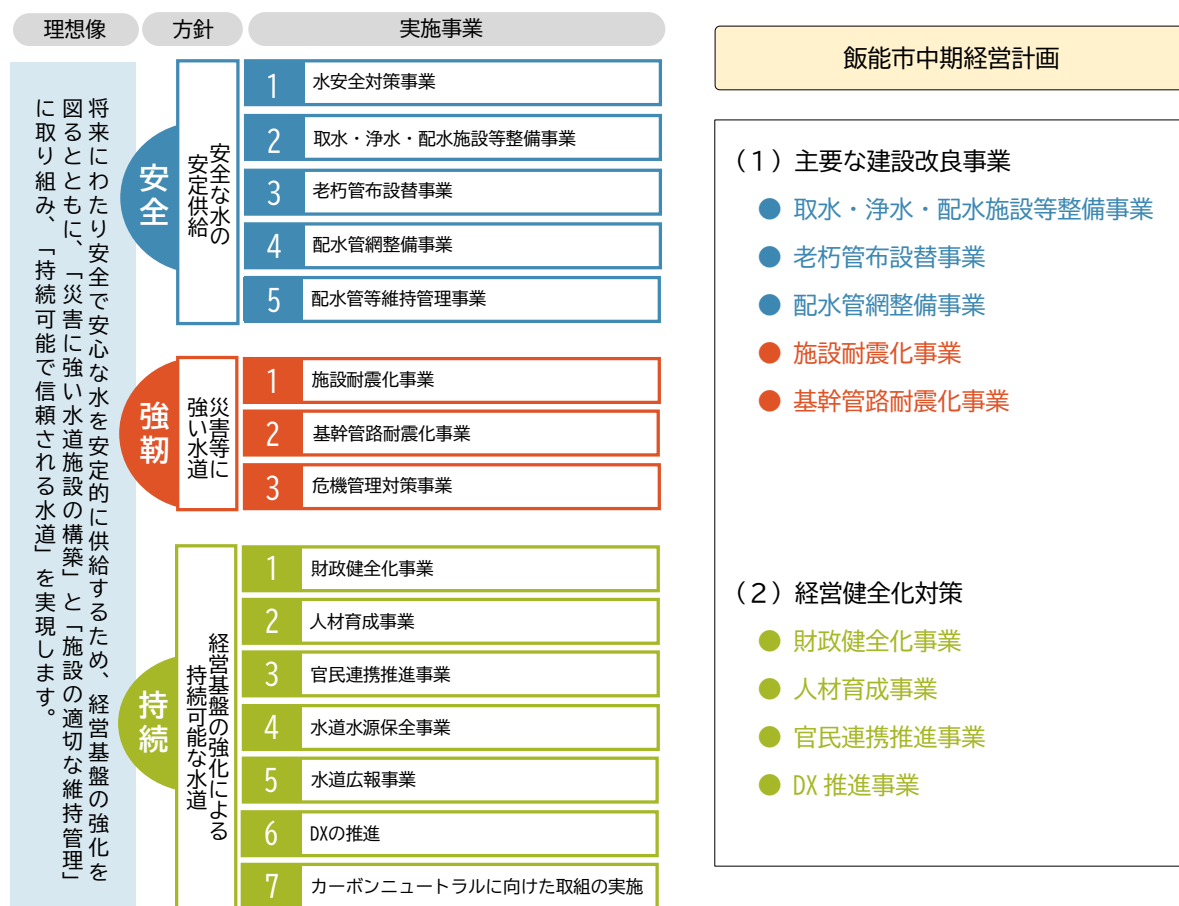 理想像
方針
実施事業
将来にわたり安全で安心な水を安定的に供給するため、経営基盤の強化を
図るとともに、「災害に強い水道施設の構築」と「施設の適切な維持管理」
に取り組み、「持続可能で信頼される水道」を実現します。
安全
安全な水の
安定供給
1 水安全対策事業
2 取水・浄水・配水施設等整備事業
3 老朽管布設替事業
4 配水管網整備事業
5 配水管等維持管理事業
強靭
災害等に
強い水道
1 施設耐震化事業
2 基幹管路耐震化事業
3 危機管理対策事業
持続
経営基盤の強化による
持続可能な水道
1 財政健全化事業
2 人材育成事業
3 官民連携推進事業
4 水道水源保全事業
5 水道広報事業
6 DXの推進
7 カーボンニュートラルに向けた取組の実施
飯能市中期経営計画
（1）主要な建設改良事業
● 取水・浄水・配水施設等整備事業
● 老朽管布設替事業
● 配水管網整備事業
● 施設耐震化事業
● 基幹管路耐震化事業
（2）経営健全化対策
● 財政健全化事業
● 人材育成事業
● 官民連携推進事業
● DX推進事業